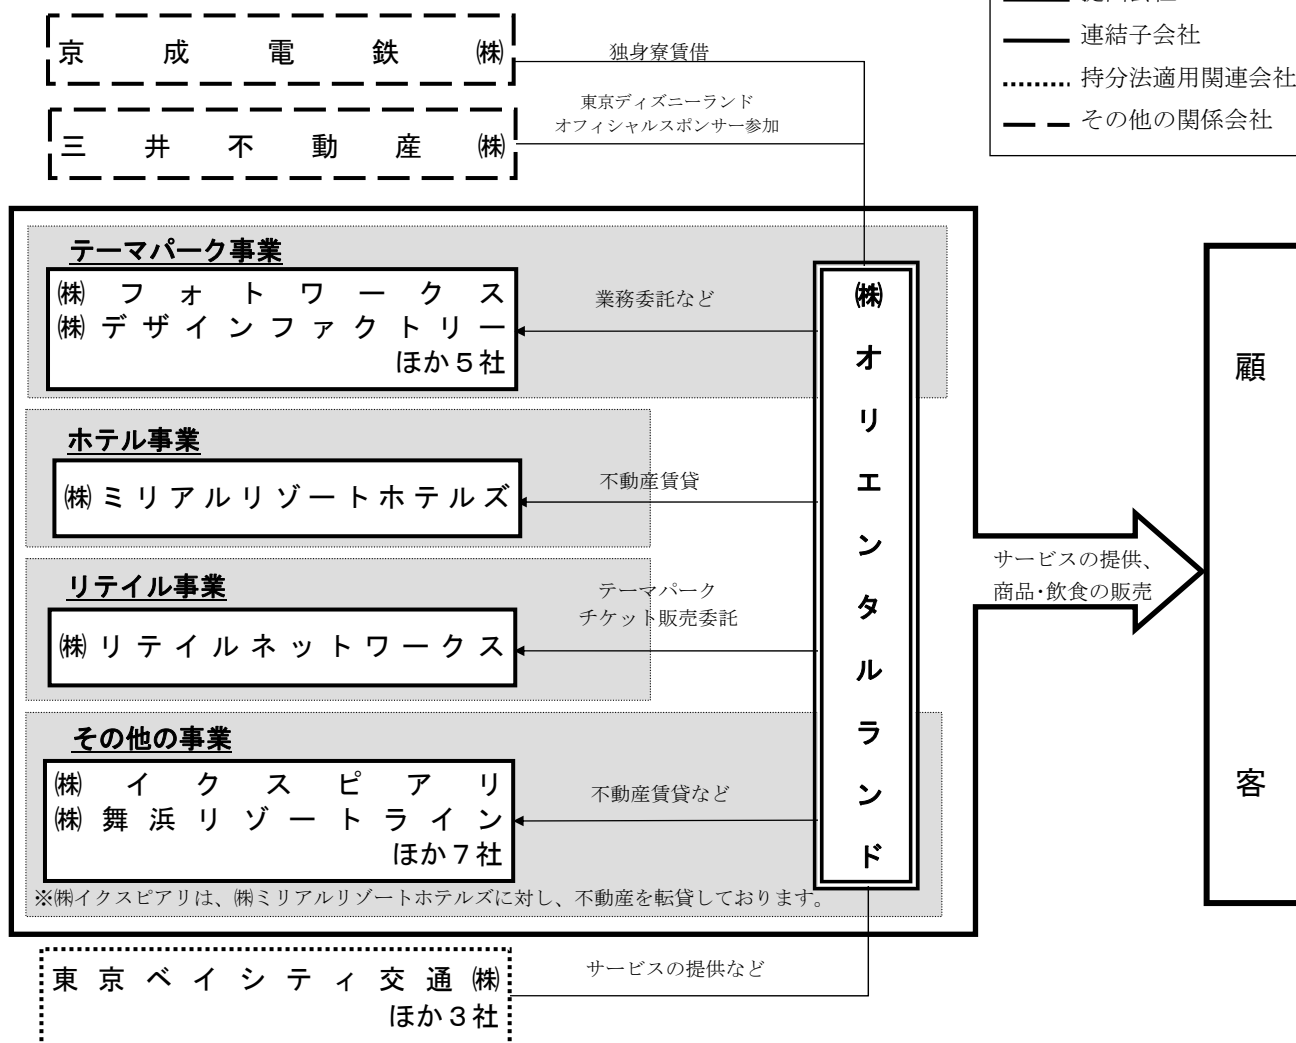 京成電鉄㈱
独身寮賃借
連結子会社
持分法適用関連会社
その他の関係会社
東京ディズニーランド
オフィシャルスポンサー参加
三井不動産㈱
テーマパーク事業
㈱フォトワークス
㈱デザインファクトリー
ほか５社
業務委託など
㈱オリエンタルランド
ホテル事業
㈱ミリアルリゾートホテルズ
不動産賃貸
リテイル事業
㈱リテイルネットワークス
テーマパーク
チケット販売委託
その他の事業
㈱イクスピアリ
㈱舞浜リゾートライン
ほか７社
不動産賃貸など
※㈱イクスピアリは、㈱ミリアルリゾートホテルズに対し、不動産を転貸しております。
サービスの提供、
商品・飲食の販売
顧客
東京ベイシティ交通㈱
ほか３社
サービスの提供など